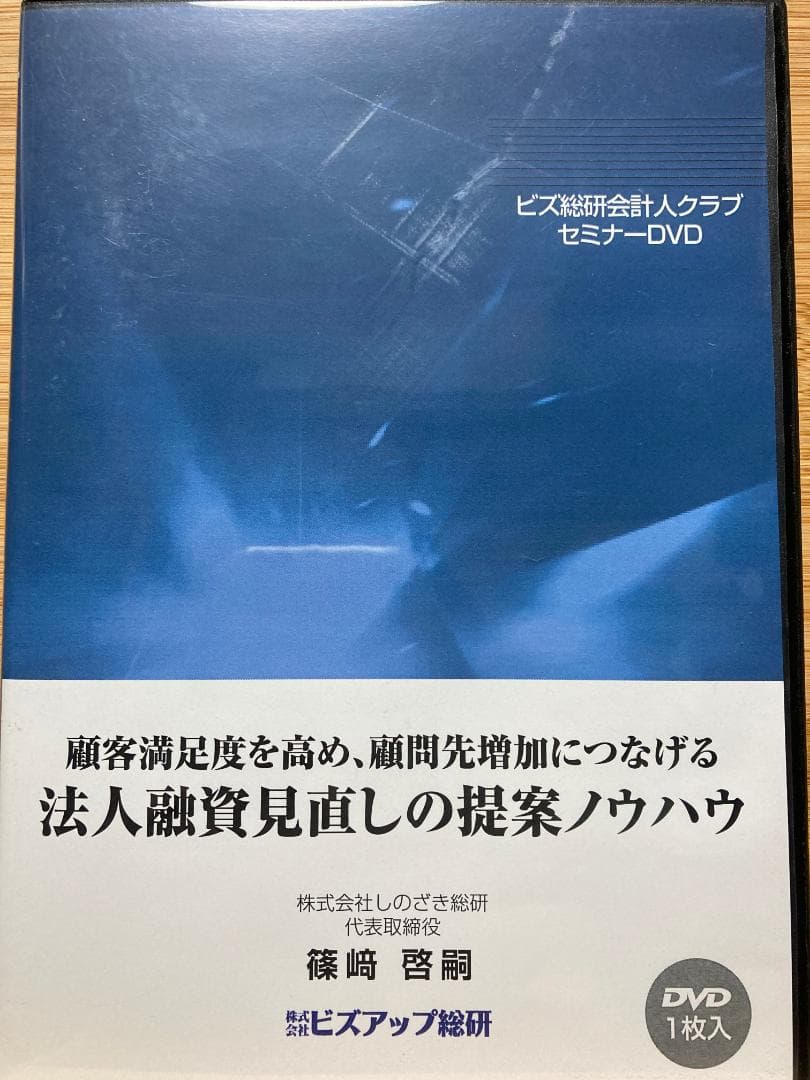 ビズ総研会計人クラブ
セミナーDVD
顧客満足度を高め、顧問先増加につなげる
法人融資見直しの提案ノウハウ
株式会社しのざき総研
代表取締役
篠﨑 啓嗣
株式会社ビズアップ総研
DVD
1枚入